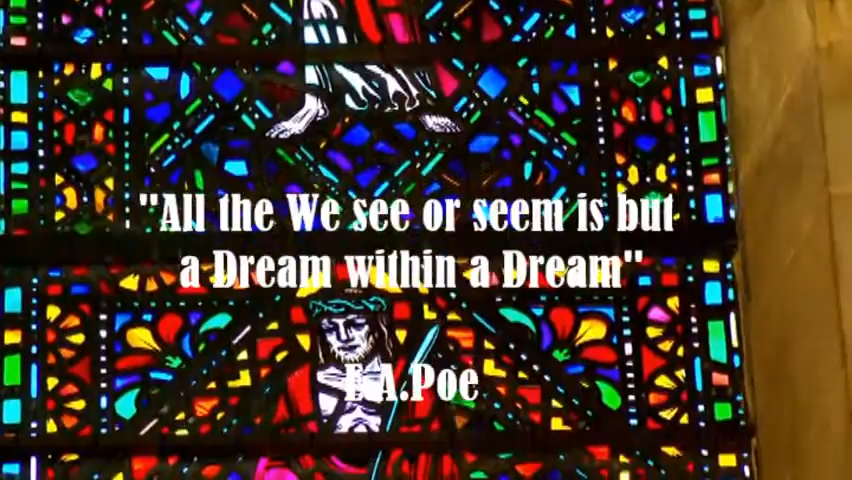 "All the We see or seem is but
a Dream within a Dream"
E.A.Poe